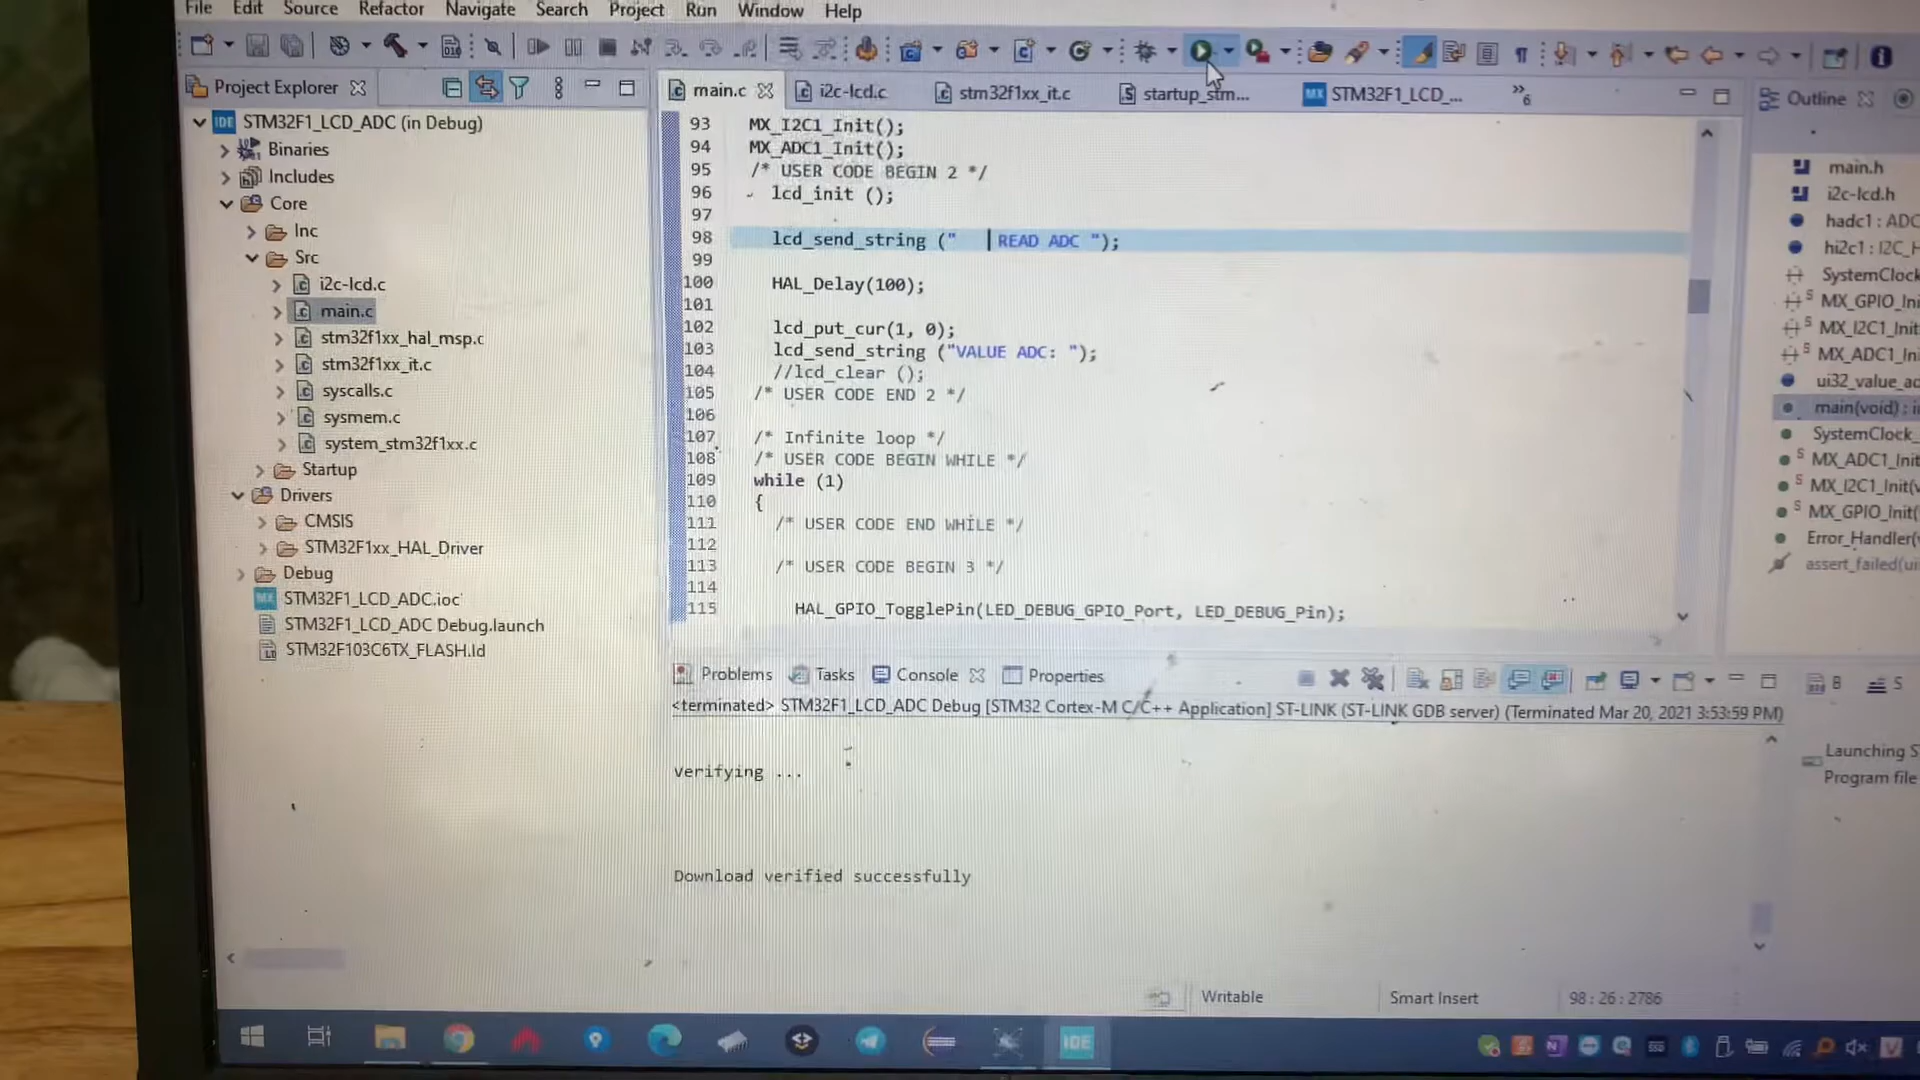 File Edit Source Refactor Navigate Search Project Run Window Help
Project Explorer
main.c i2c-lcd.c stm32f1xx_it.c startup_stm... STM32F1_LCD_... »6
Outline
STM32F1_LCD_ADC (in Debug)
Binaries
Includes
Core
Inc
Src
i2c-lcd.c
main.c
stm32f1xx_hal_msp.c
stm32f1xx_it.c
syscalls.c
sysmem.c
system_stm32f1xx.c
Startup
Drivers
CMSIS
STM32F1xx_HAL_Driver
Debug
STM32F1_LCD_ADC.ioc
STM32F1_LCD_ADC Debug.launch
STM32F103C6TX_FLASH.ld
93 MX_I2C1_Init();
94 MX_ADC1_Init();
95 /* USER CODE BEGIN 2 */
96 lcd_init ();
97
98 lcd_send_string ("    READ ADC ");
99
100 HAL_Delay(100);
101
102 lcd_put_cur(1, 0);
103 lcd_send_string ("VALUE ADC: ");
104 //lcd_clear ();
105 /* USER CODE END 2 */
106
107 /* Infinite loop */
108 /* USER CODE BEGIN WHILE */
109 while (1)
110 {
111 /* USER CODE END WHILE */
112
113 /* USER CODE BEGIN 3 */
114
115 HAL_GPIO_TogglePin(LED_DEBUG_GPIO_Port, LED_DEBUG_Pin);
main.h
i2c-lcd.h
hadc1 : ADC
hi2c1 : I2C_H
SystemClock
MX_GPIO_Ini
MX_I2C1_Init
MX_ADC1_Ini
ui32_value_ad
main(void) : i
SystemClock_
MX_ADC1_Init
MX_I2C1_Init(
MX_GPIO_Init(
Error_Handler(
assert_failed(ui
Problems Tasks Console Properties
B S
<terminated> STM32F1_LCD_ADC Debug [STM32 Cortex-M C/C++ Application] ST-LINK (ST-LINK GDB server) (Terminated Mar 20, 2021 3:53:59 PM)
Verifying ...
Download verified successfully
Launching S
Program file
Writable Smart Insert 98 : 26 : 2786
IDE